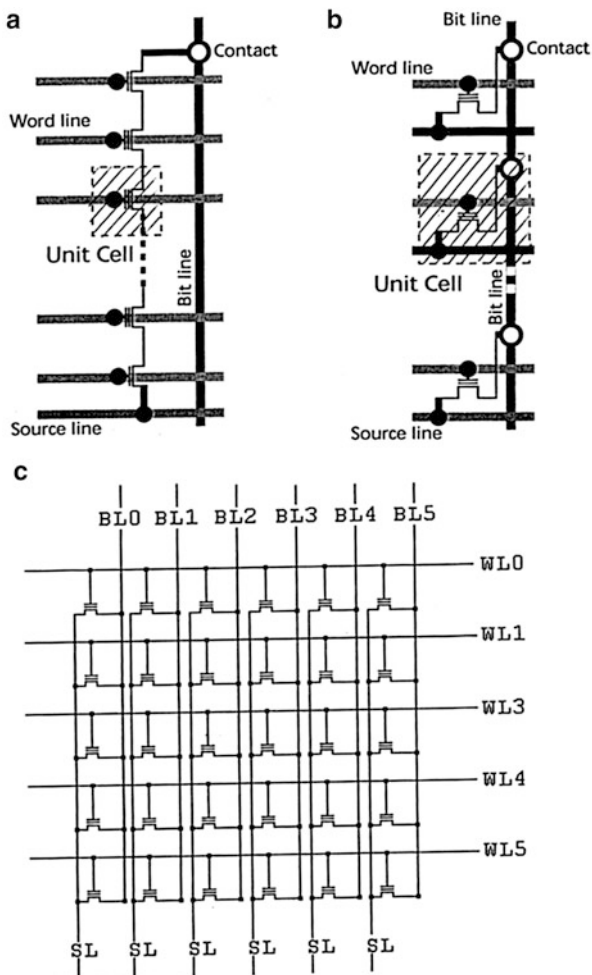 a
Contact
Word line
Unit Cell
Bit line
Source line
b
Bit line
Contact
Word line
Unit Cell
Bit line
Source line
c
BL0 BL1 BL2 BL3 BL4 BL5
WL0
WL1
WL3
WL4
WL5
SL SL SL SL SL SL